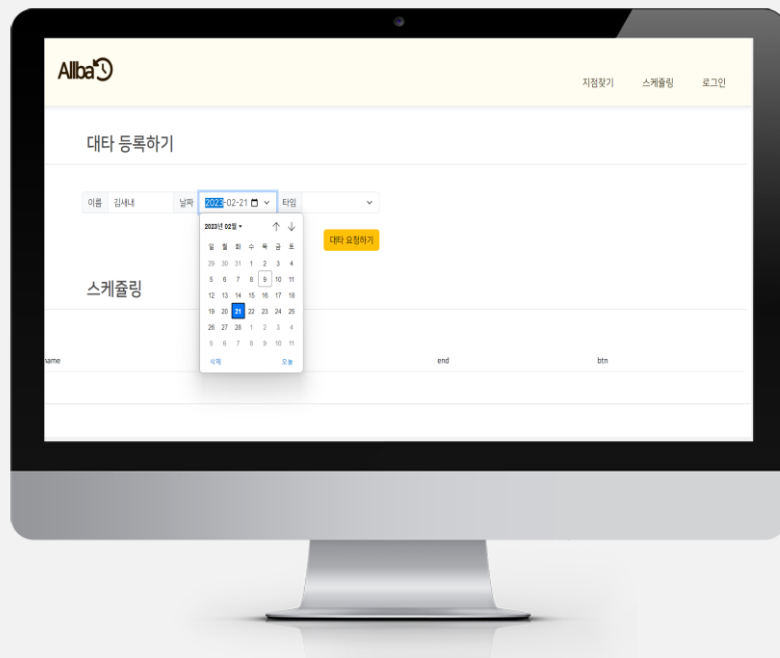 Allba
지점찾기 스케쥴링 로그인
대타 등록하기
이름 김새내 날짜 2023-02-21 타임
2023년 02월
일 월 화 수 목 금 토
29 30 31 1 2 3 4
5 6 7 8 9 10 11
12 13 14 15 16 17 18
19 20 21 22 23 24 25
26 27 28 1 2 3 4
5 6 7 8 9 10 11
삭제 오늘
대타 요청하기
스케쥴링
name end btn